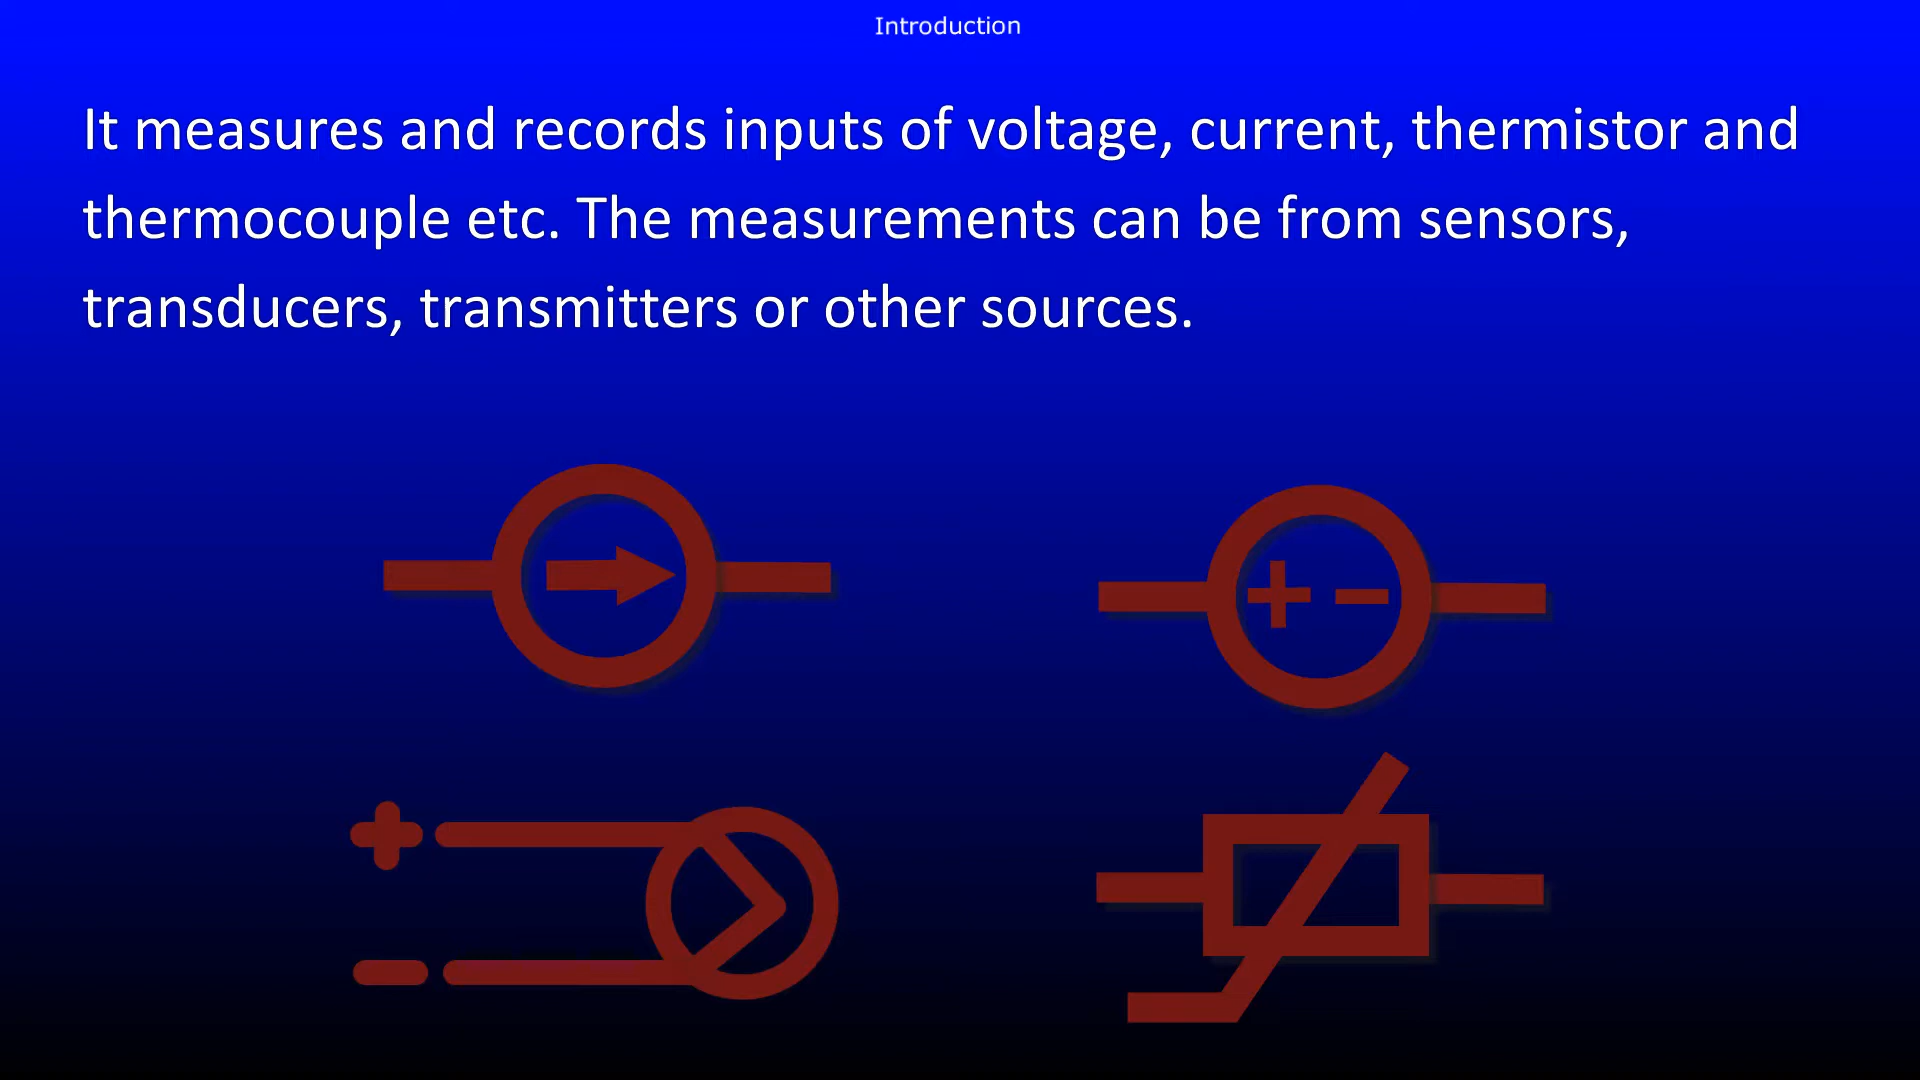 Introduction
It measures and records inputs of voltage, current, thermistor and
thermocouple etc. The measurements can be from sensors,
transducers, transmitters or other sources.
+ -
+
-